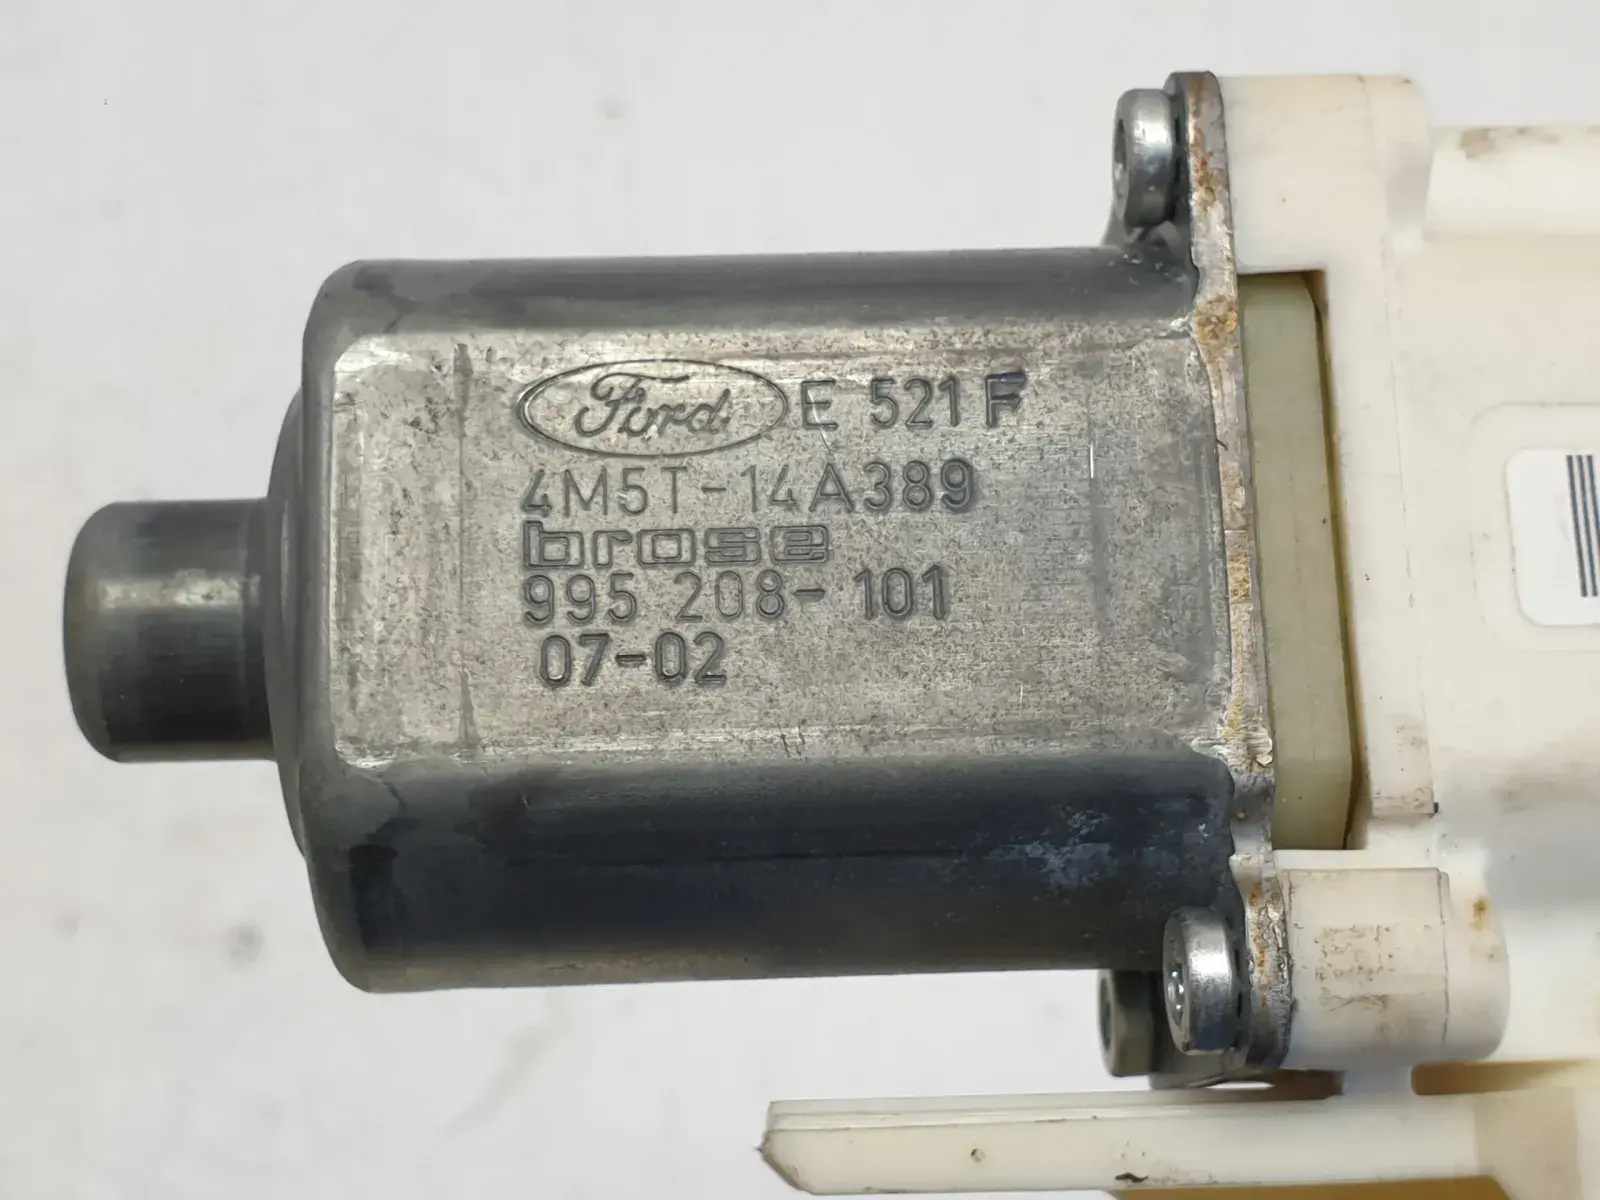 Ford E 521 F
4M5T-14A389
brose
995 208-101
07-02